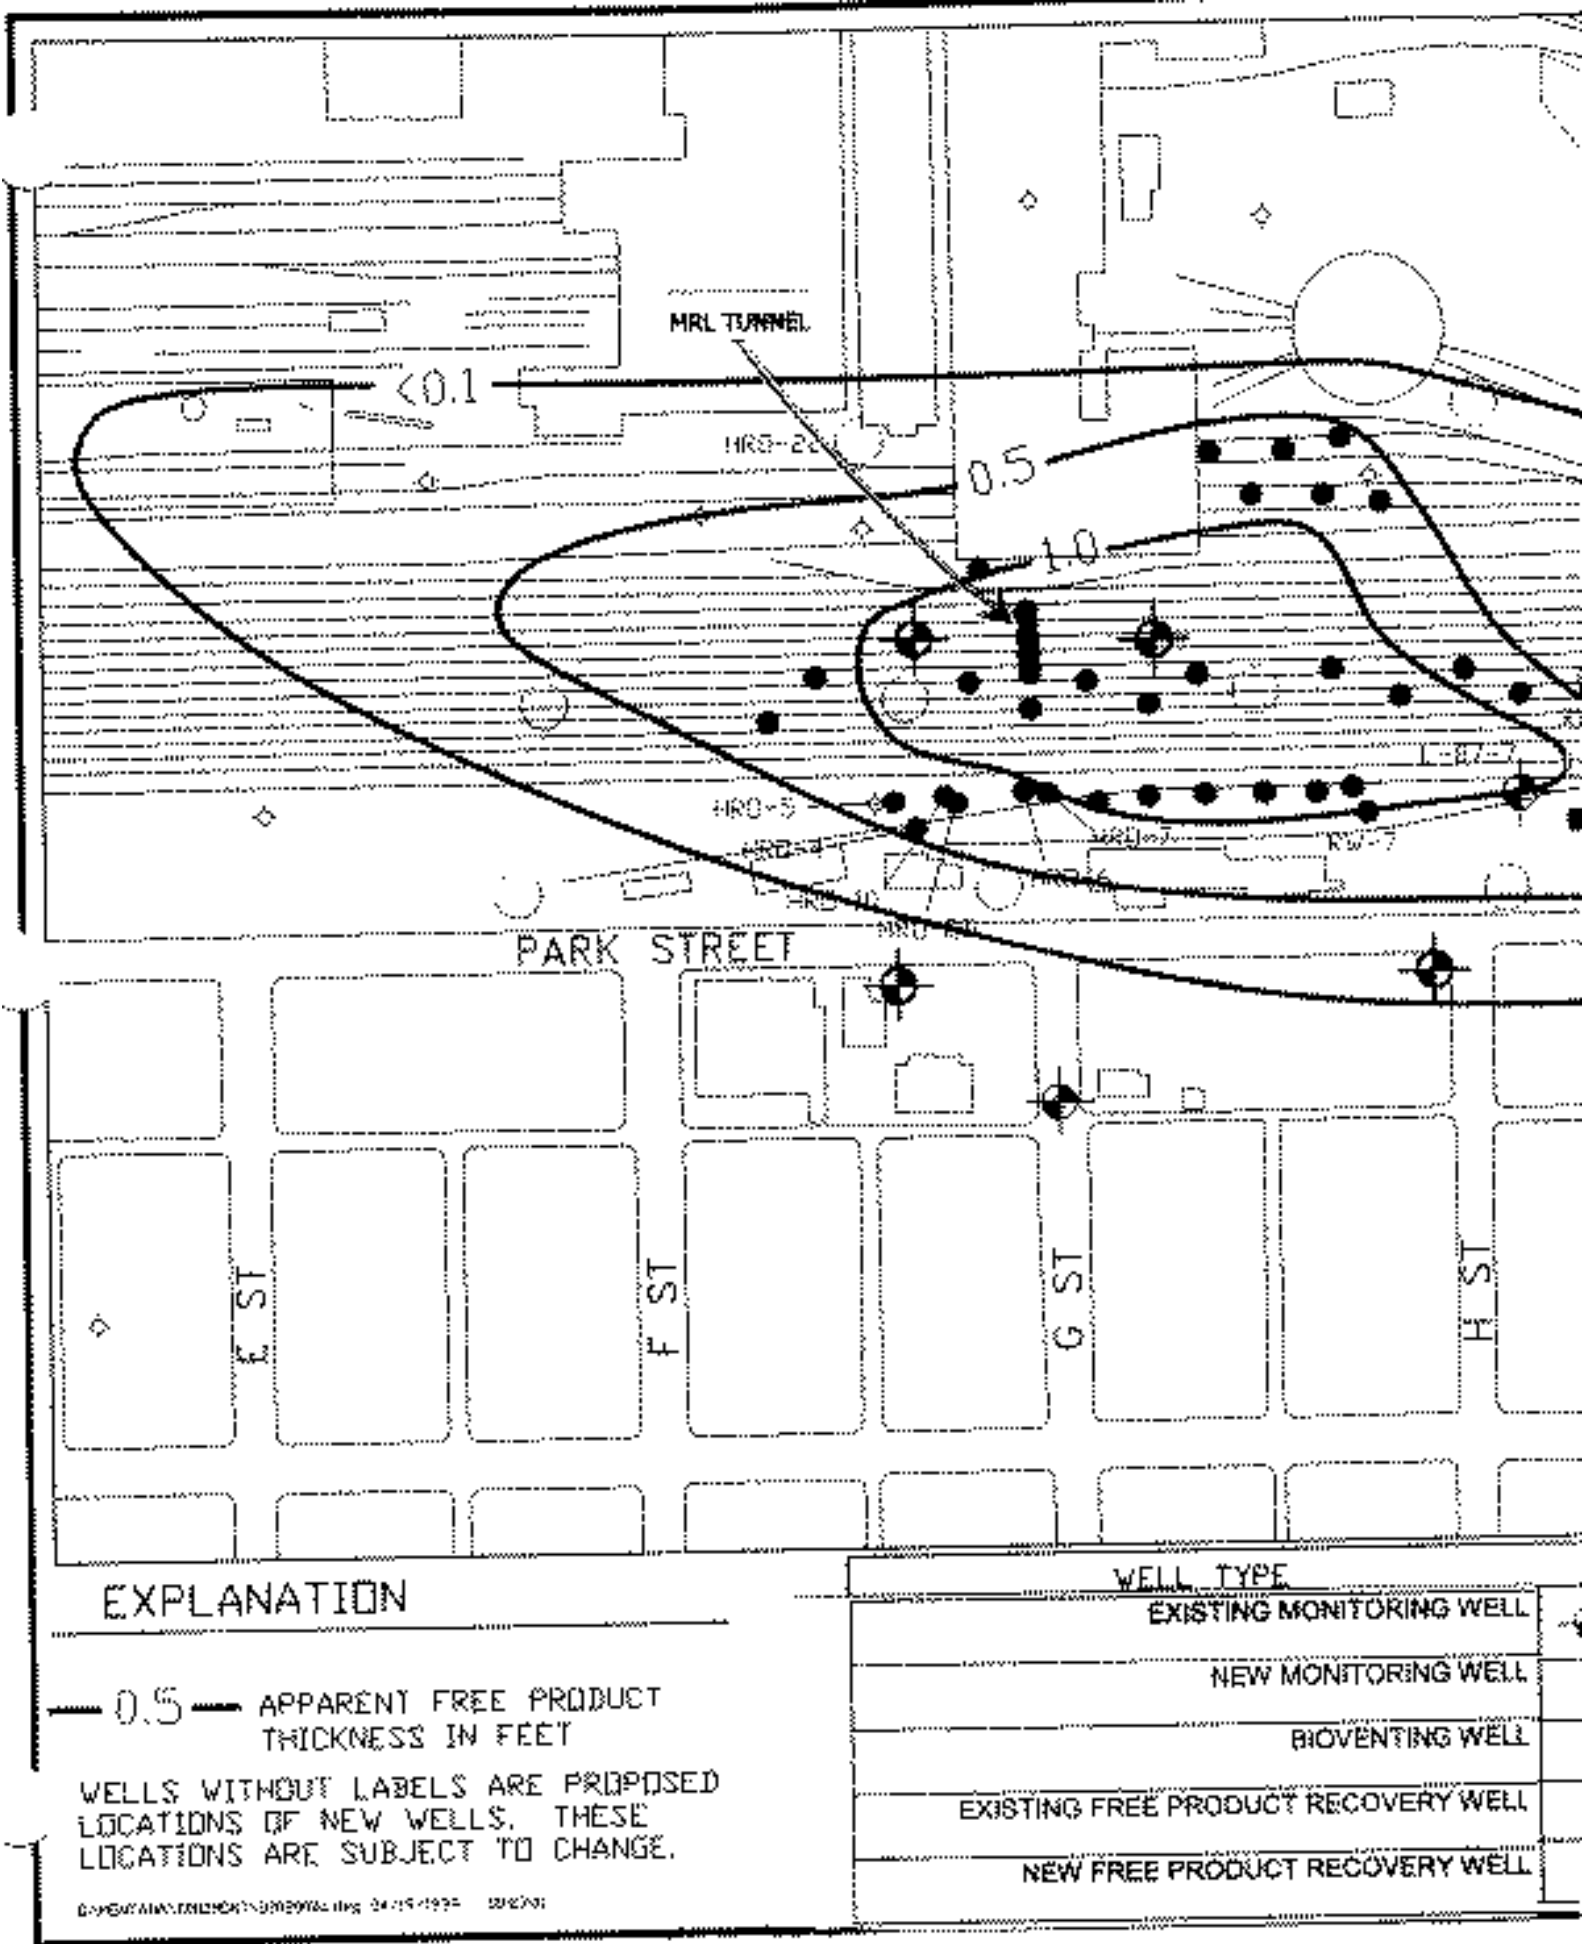 MRL TUNNEL
<0.1
0.5
1.0
HRO-5
PARK STREET
E ST
F ST
G ST
H ST
EXPLANATION
0.5 APPARENT FREE PRODUCT
THICKNESS IN FEET
WELLS WITHOUT LABELS ARE PROPOSED
LOCATIONS OF NEW WELLS. THESE
LOCATIONS ARE SUBJECT TO CHANGE.
WELL TYPE
EXISTING MONITORING WELL
NEW MONITORING WELL
BIOVENTING WELL
EXISTING FREE PRODUCT RECOVERY WELL
NEW FREE PRODUCT RECOVERY WELL